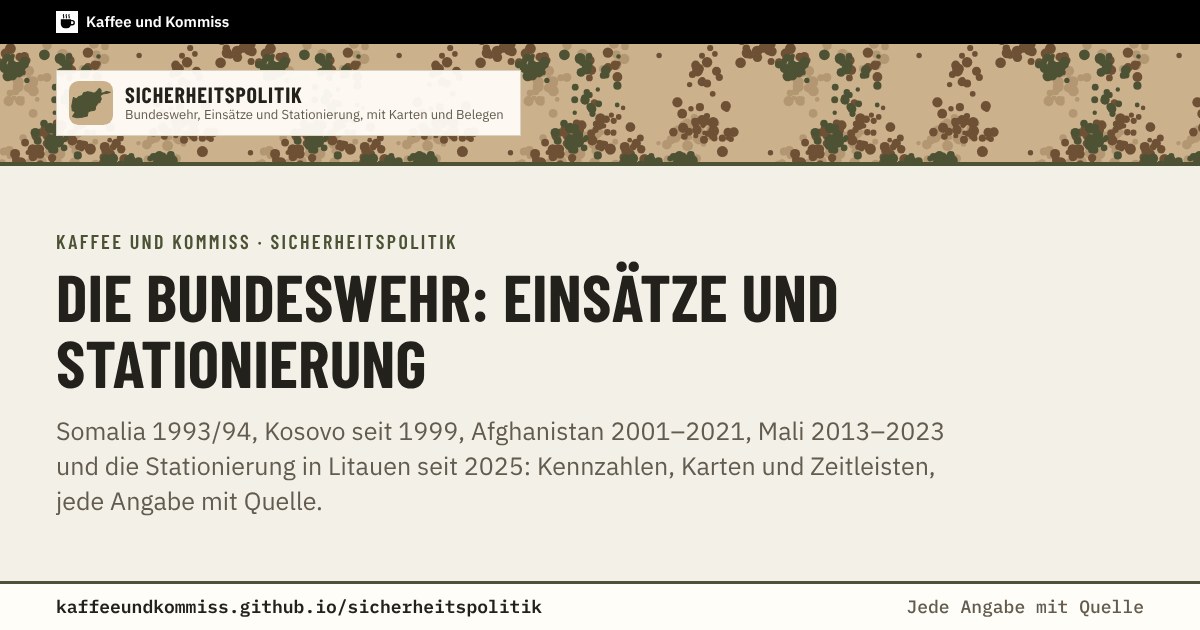 Kaffee und Kommiss
SICHERHEITSPOLITIK
Bundeswehr, Einsätze und Stationierung, mit Karten und Belegen
KAFFEE UND KOMMISS · SICHERHEITSPOLITIK
DIE BUNDESWEHR: EINSÄTZE UND
STATIONIERUNG
Somalia 1993/94, Kosovo seit 1999, Afghanistan 2001–2021, Mali 2013–2023
und die Stationierung in Litauen seit 2025: Kennzahlen, Karten und Zeitleisten,
jede Angabe mit Quelle.
kaffeeundkommiss.github.io/sicherheitspolitik
Jede Angabe mit Quelle